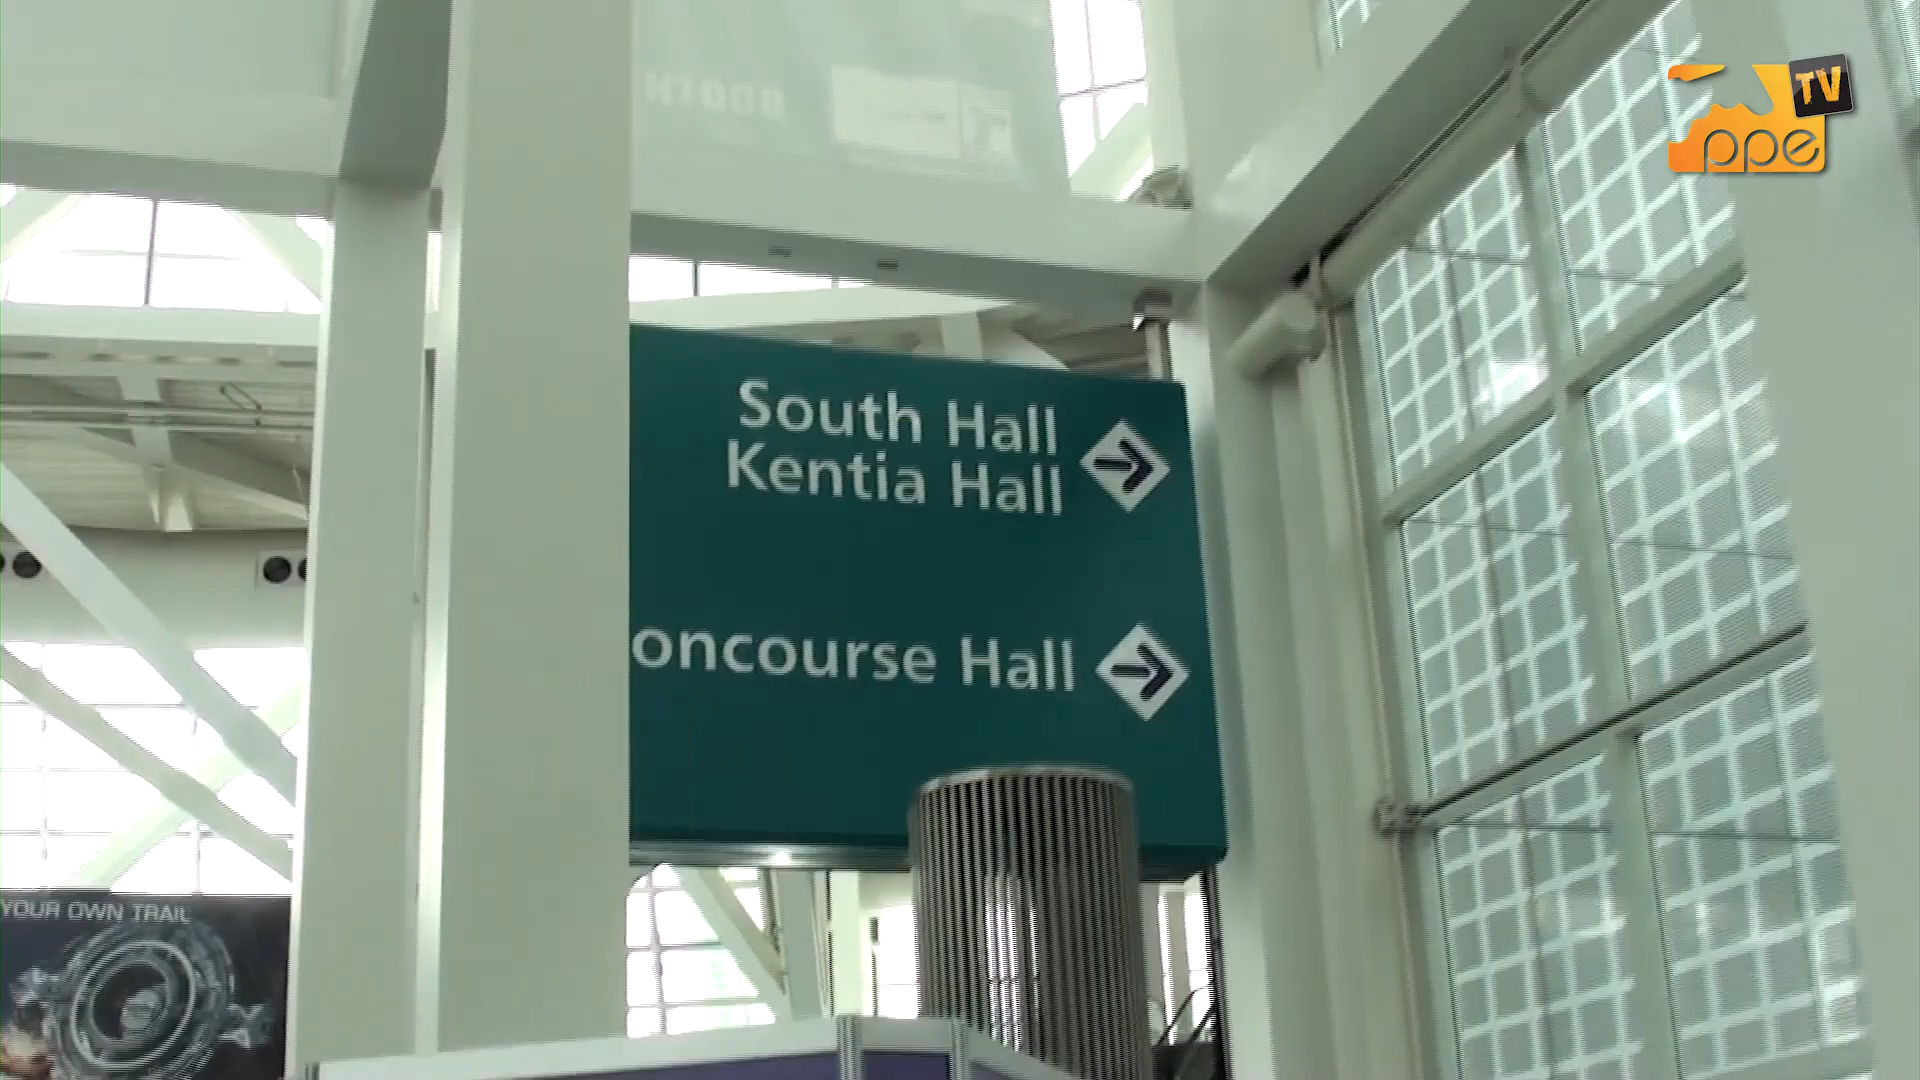 TV
ppe
South Hall
Kentia Hall
oncourse Hall
YOUR OWN TRAIL